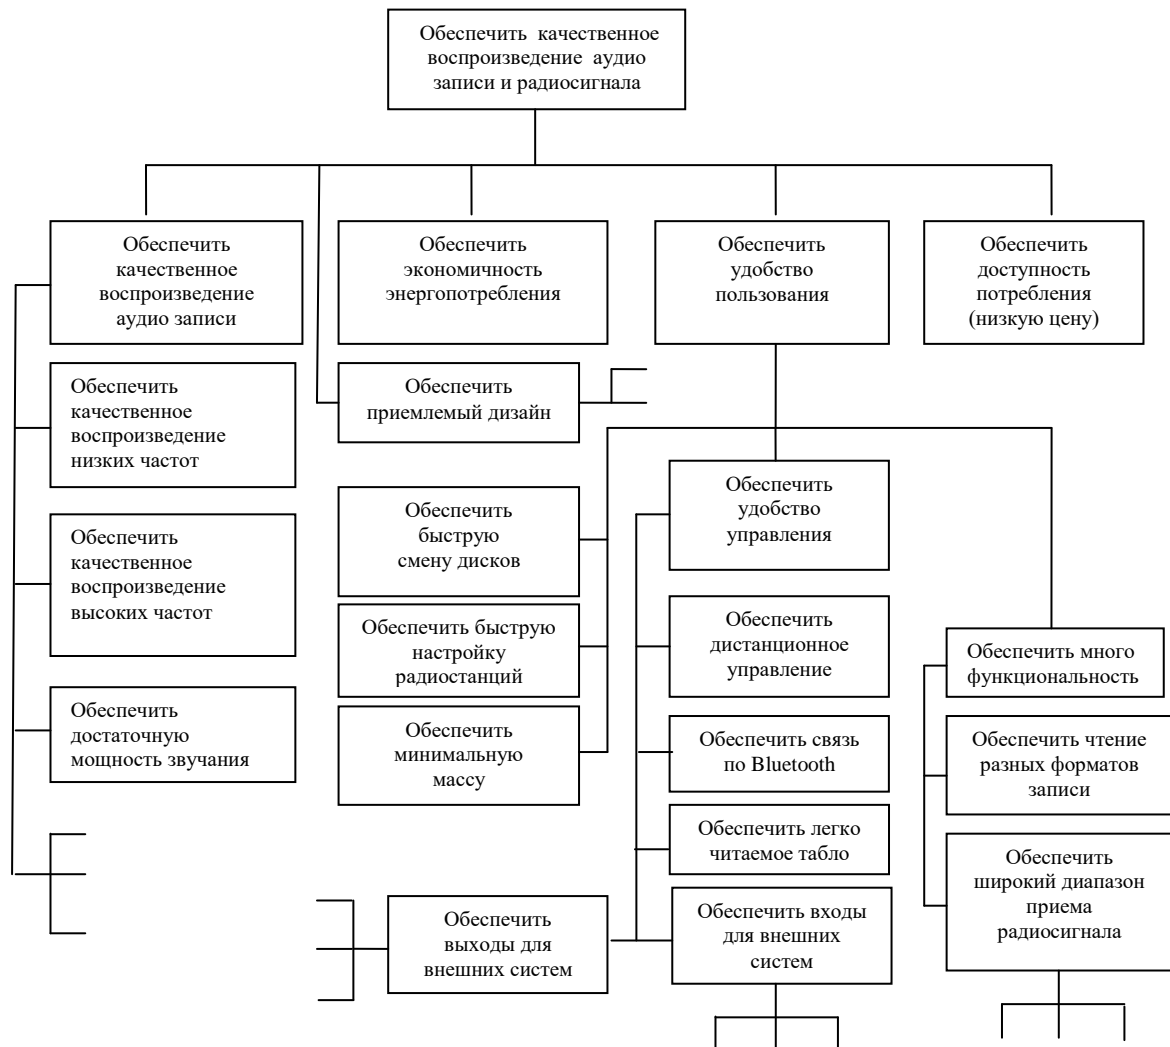 Обеспечить качественное
воспроизведение аудио
записи и радиосигнала
Обеспечить
качественное
воспроизведение
аудио записи
Обеспечить
экономичность
энергопотребления
Обеспечить
удобство
пользования
Обеспечить
доступность
потребления
(низкую цену)
Обеспечить
качественное
воспроизведение
низких частот
Обеспечить
приемлемый дизайн
Обеспечить
качественное
воспроизведение
высоких частот
Обеспечить
быструю
смену дисков
Обеспечить
удобство
управления
Обеспечить быструю
настройку
радиостанций
Обеспечить
дистанционное
управление
Обеспечить много
функциональность
Обеспечить
достаточную
мощность звучания
Обеспечить
минимальную
массу
Обеспечить связь
по Bluetooth
Обеспечить чтение
разных форматов
записи
Обеспечить легко
читаемое табло
Обеспечить
широкий диапазон
приема
радиосигнала
Обеспечить
выходы для
внешних систем
Обеспечить входы
для внешних
систем